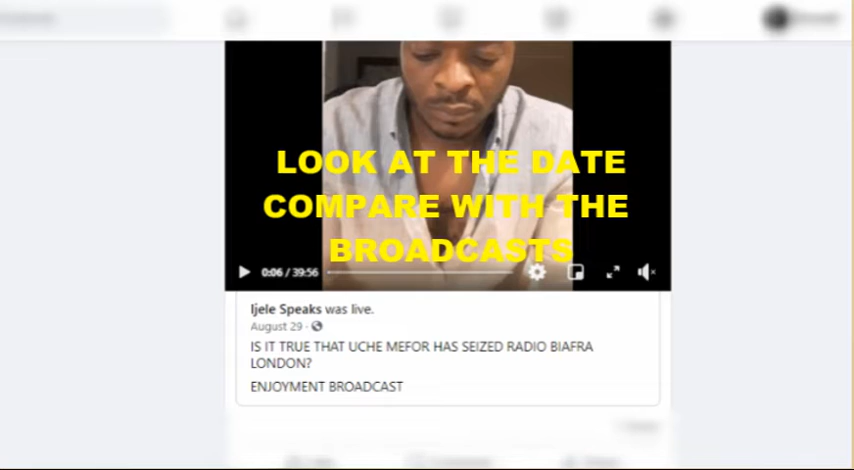 LOOK AT THE DATE
COMPARE WITH THE
BROADCASTS
0:06 / 39:56
Ijele Speaks was live.
August 29 ·
IS IT TRUE THAT UCHE MEFOR HAS SEIZED RADIO BIAFRA
LONDON?
ENJOYMENT BROADCAST